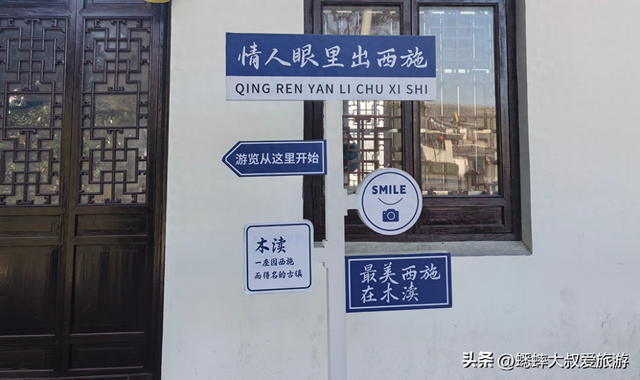 情人眼里出西施
QING REN YAN LI CHU XI SHI
游览从这里开始
SMILE
木渎
一座因西施
而得名的古镇
最美西施
在木渎
头条 @蟋蟀大叔爱旅游